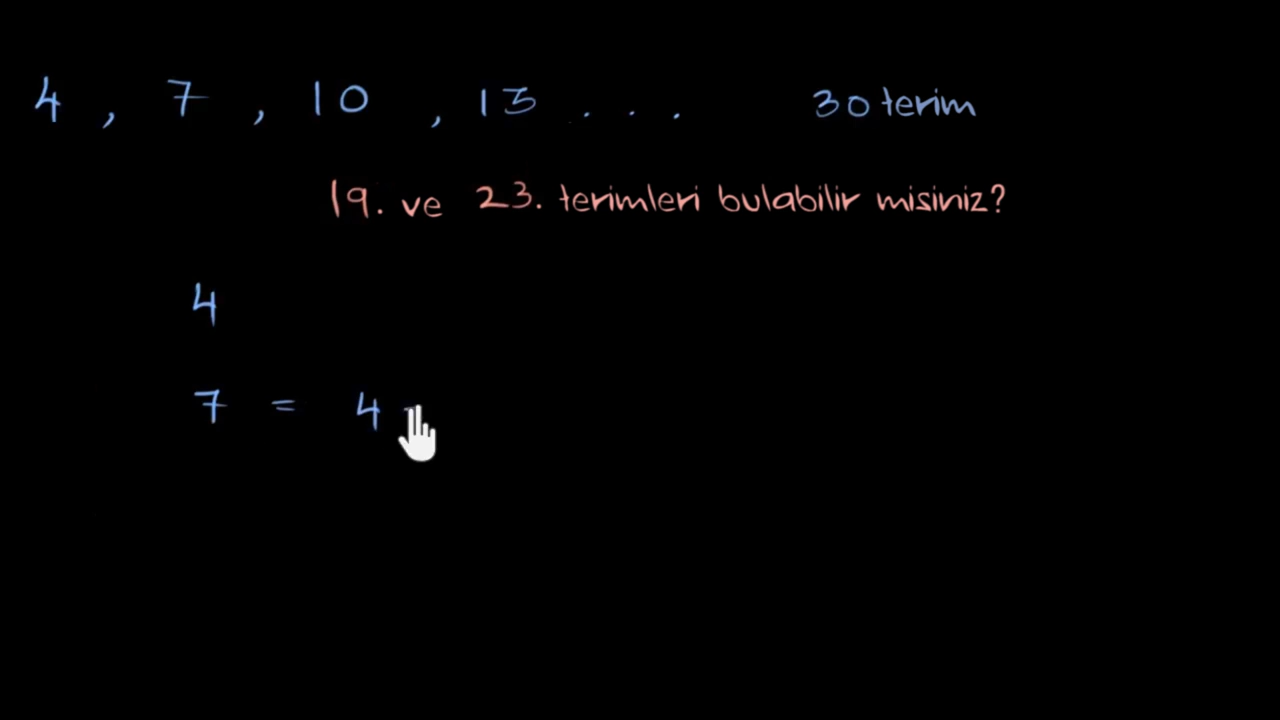 4 , 7 , 10 , 13 . . . 30 terim
19. ve 23. terimleri bulabilir misiniz?
4
7 = 4